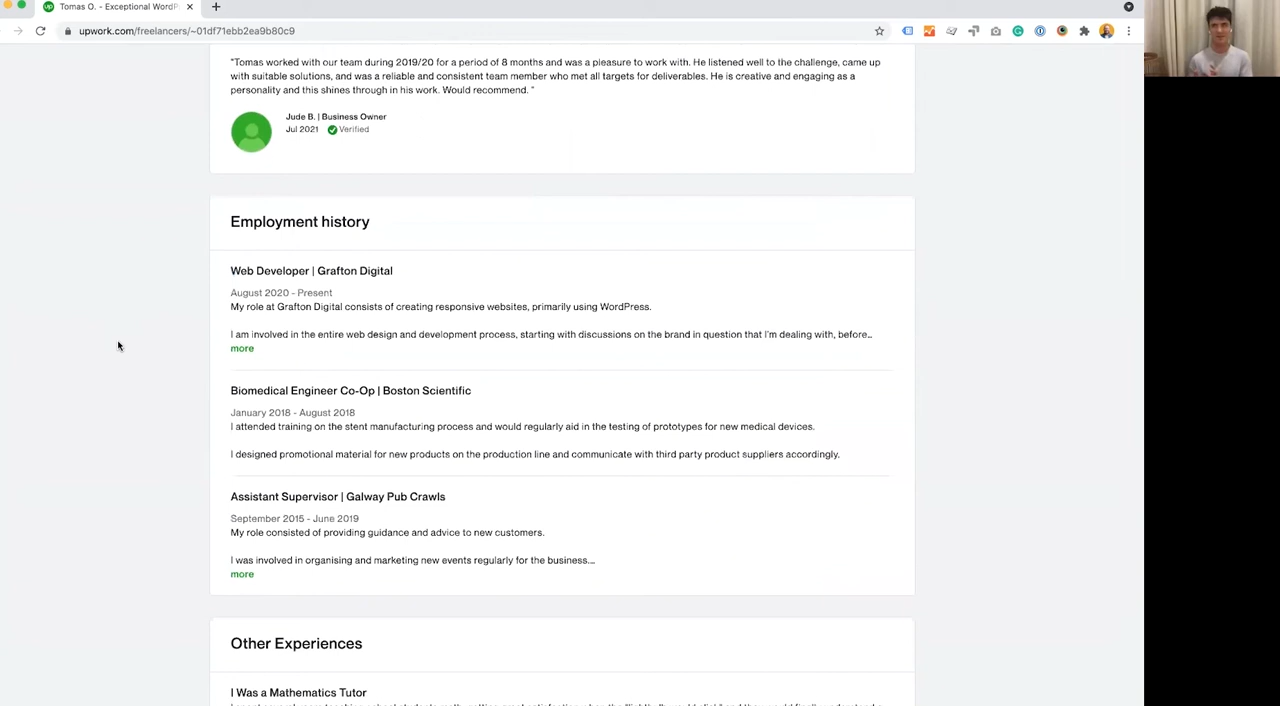 Tomas O. - Exceptional WordP
upwork.com/freelancers/~01df71ebb2ea9b80c9
"Tomas worked with our team during 2019/20 for a period of 8 months and was a pleasure to work with. He listened well to the challenge, came up
with suitable solutions, and was a reliable and consistent team member who met all targets for deliverables. He is creative and engaging as a
personality and this shines through in his work. Would recommend. "
Jude B. | Business Owner
Jul 2021 Verified
Employment history
Web Developer | Grafton Digital
August 2020 - Present
My role at Grafton Digital consists of creating responsive websites, primarily using WordPress.
I am involved in the entire web design and development process, starting with discussions on the brand in question that I'm dealing with, before…
more
Biomedical Engineer Co-Op | Boston Scientific
January 2018 - August 2018
I attended training on the stent manufacturing process and would regularly aid in the testing of prototypes for new medical devices.
I designed promotional material for new products on the production line and communicate with third party product suppliers accordingly.
Assistant Supervisor | Galway Pub Crawls
September 2015 - June 2019
My role consisted of providing guidance and advice to new customers.
I was involved in organising and marketing new events regularly for the business.…
more
Other Experiences
I Was a Mathematics Tutor